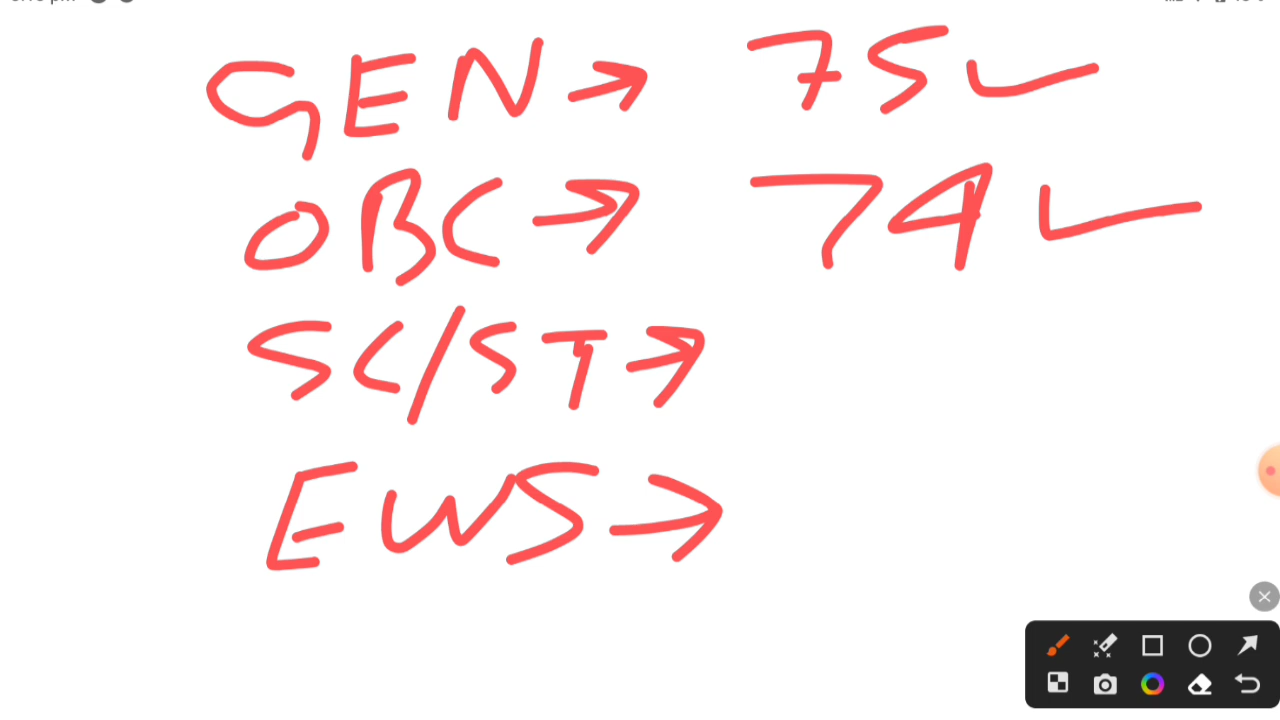 GEN → 75 ✓
OBC → 74 ✓
SC/ST →
EWS →